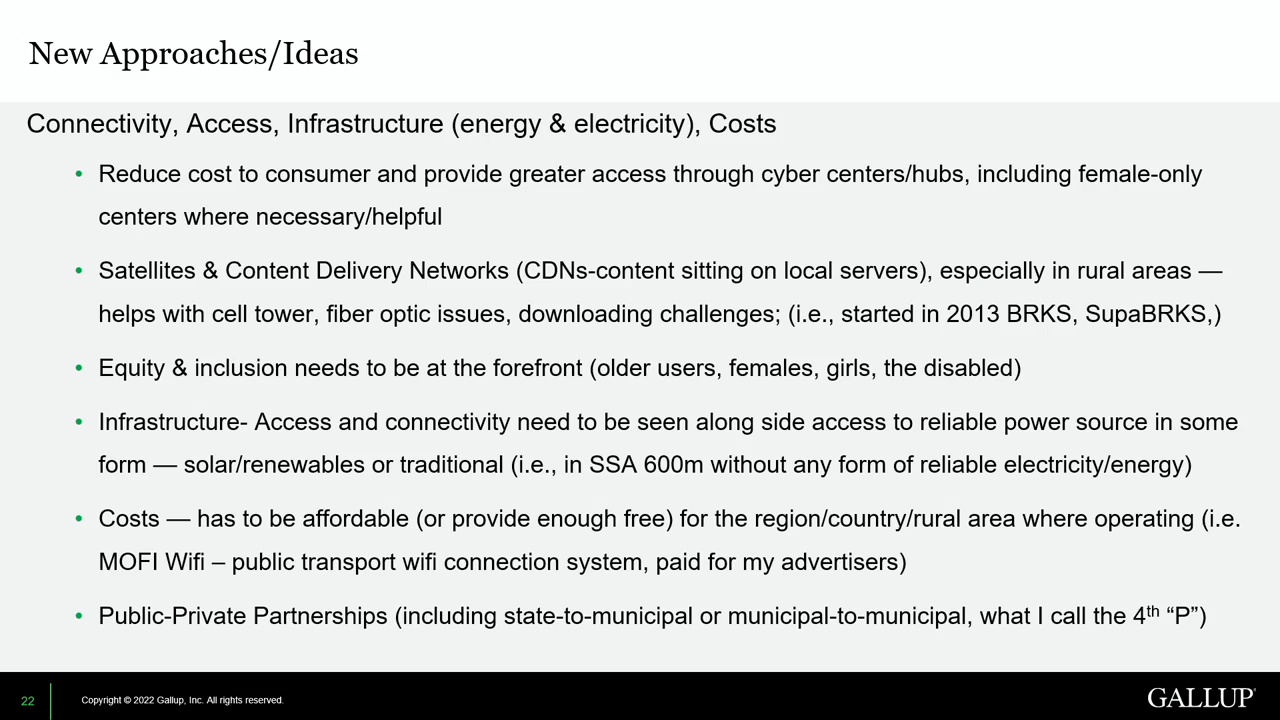 New Approaches/Ideas
Connectivity, Access, Infrastructure (energy & electricity), Costs
• Reduce cost to consumer and provide greater access through cyber centers/hubs, including female-only
centers where necessary/helpful
• Satellites & Content Delivery Networks (CDNs-content sitting on local servers), especially in rural areas —
helps with cell tower, fiber optic issues, downloading challenges; (i.e., started in 2013 BRKS, SupaBRKS,)
• Equity & inclusion needs to be at the forefront (older users, females, girls, the disabled)
• Infrastructure- Access and connectivity need to be seen along side access to reliable power source in some
form — solar/renewables or traditional (i.e., in SSA 600m without any form of reliable electricity/energy)
• Costs — has to be affordable (or provide enough free) for the region/country/rural area where operating (i.e.
MOFI Wifi – public transport wifi connection system, paid for my advertisers)
• Public-Private Partnerships (including state-to-municipal or municipal-to-municipal, what I call the 4th “P”)
22
Copyright © 2022 Gallup, Inc. All rights reserved.
GALLUP